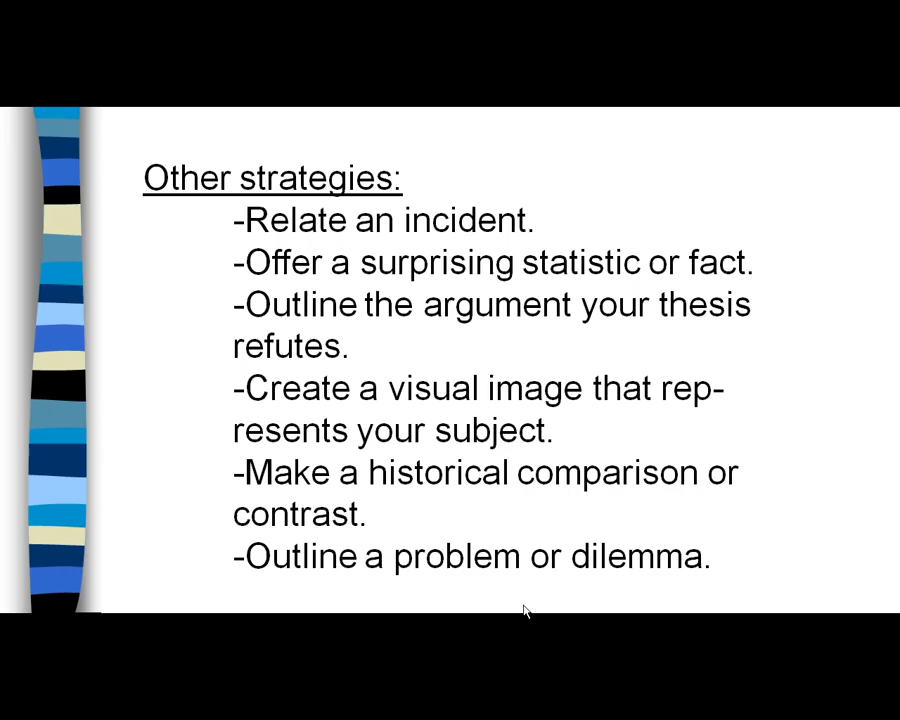 Other strategies:
-Relate an incident.
-Offer a surprising statistic or fact.
-Outline the argument your thesis
refutes.
-Create a visual image that rep-
resents your subject.
-Make a historical comparison or
contrast.
-Outline a problem or dilemma.